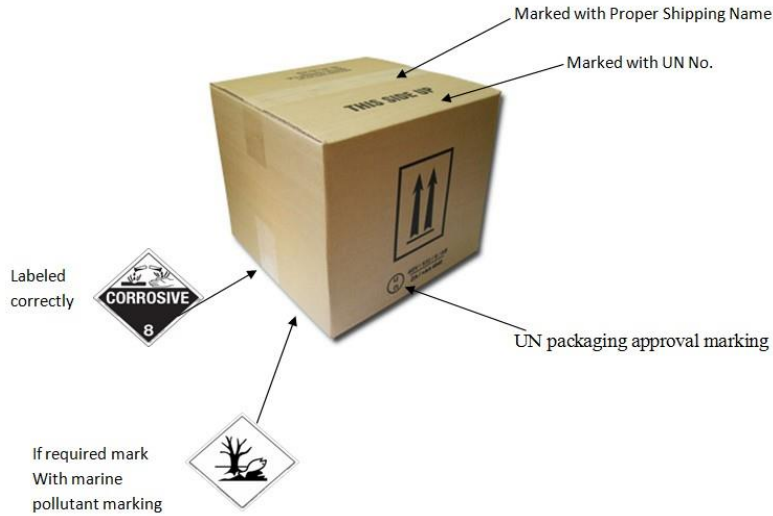 Marked with Proper Shipping Name
Marked with UN No.
THIS SIDE UP
Labeled
correctly
CORROSIVE
8
UN packaging approval marking
If required mark
With marine
pollutant marking